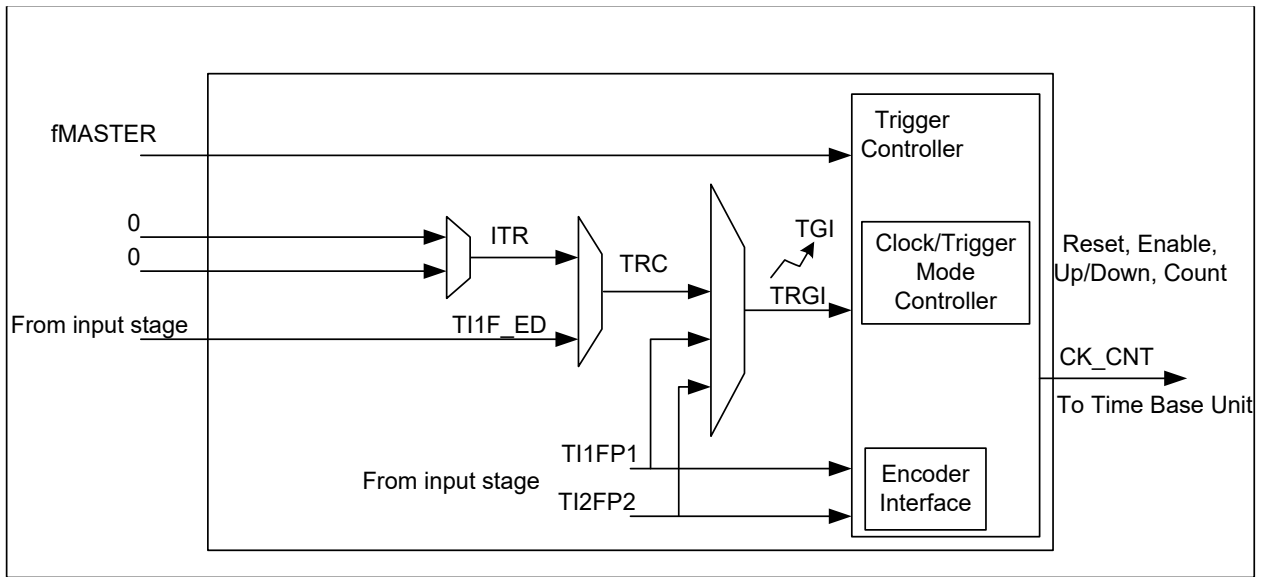 fMASTER
Trigger
Controller
0
0
ITR
TRC
TGI
TRGI
Clock/Trigger
Mode
Controller
Reset, Enable,
Up/Down, Count
From input stage
TI1F_ED
CK_CNT
To Time Base Unit
TI1FP1
From input stage
TI2FP2
Encoder
Interface